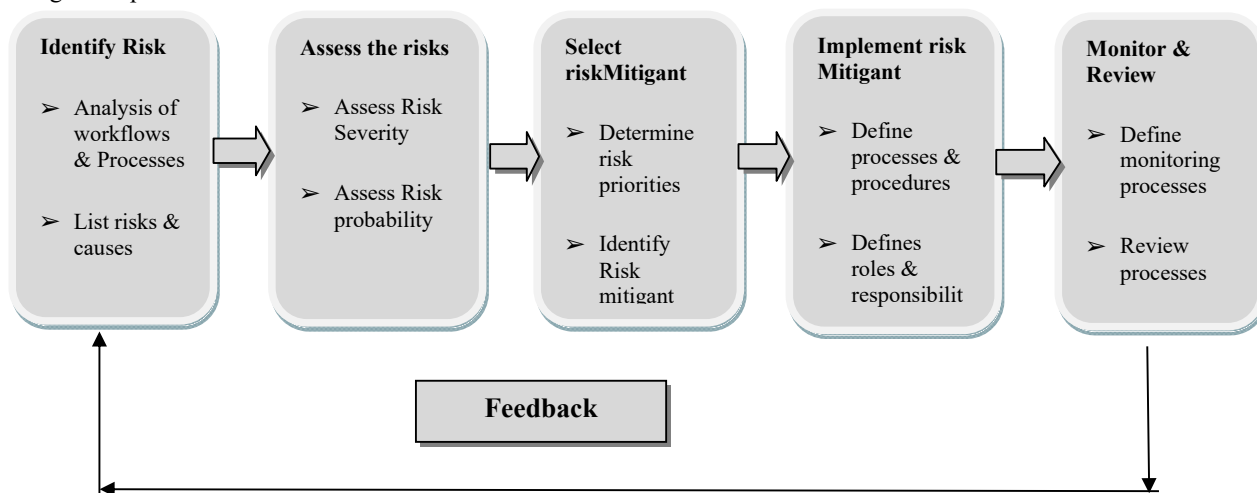 Identify Risk
➢ Analysis of
workflows
& Processes
➢ List risks &
causes
Assess the risks
➢ Assess Risk
Severity
➢ Assess Risk
probability
Select
riskMitigant
➢ Determine
risk
priorities
➢ Identify
Risk
mitigant
Implement risk
Mitigant
➢ Define
processes &
procedures
➢ Defines
roles &
responsibilit
Monitor &
Review
➢ Define
monitoring
processes
➢ Review
processes
Feedback